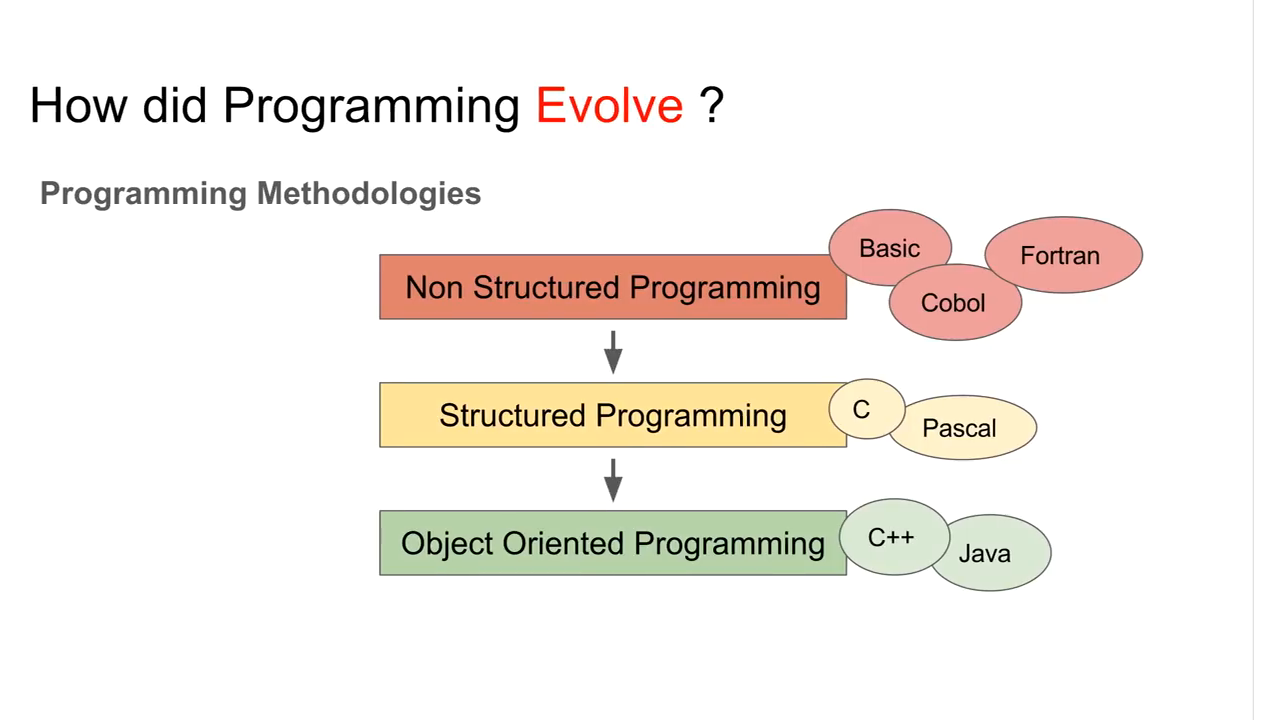 How did Programming Evolve ?
Programming Methodologies
Non Structured Programming
Basic
Cobol
Fortran
Structured Programming
C
Pascal
Object Oriented Programming
C++
Java